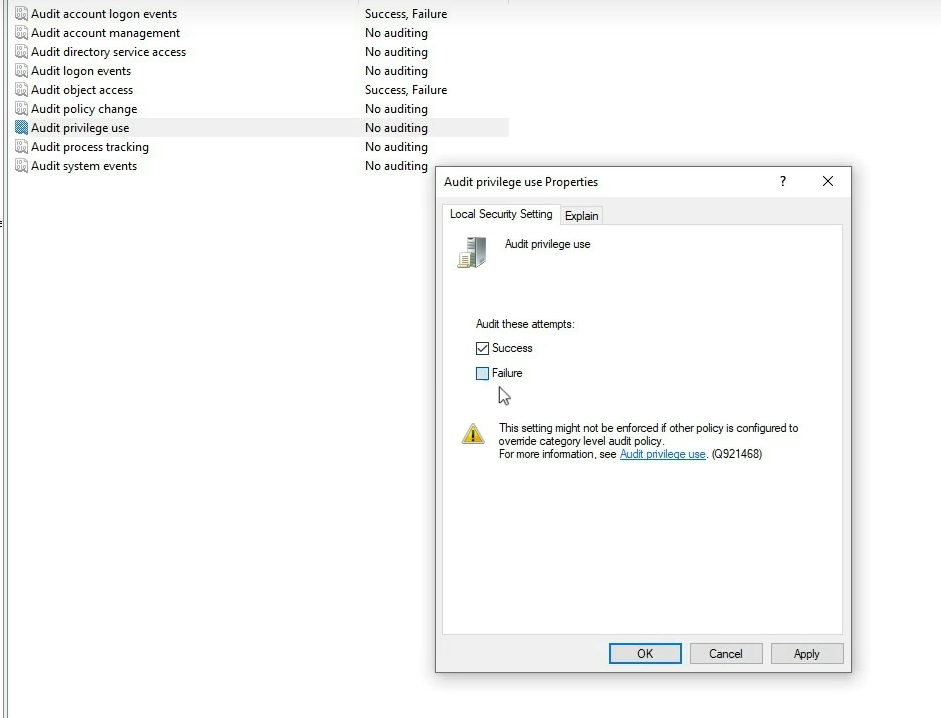 Audit account logon events Success, Failure
Audit account management No auditing
Audit directory service access No auditing
Audit logon events No auditing
Audit object access Success, Failure
Audit policy change No auditing
Audit privilege use No auditing
Audit process tracking No auditing
Audit system events No auditing
Audit privilege use Properties ?
Local Security Setting Explain
Audit privilege use
Audit these attempts:
Success
Failure
This setting might not be enforced if other policy is configured to
override category level audit policy.
For more information, see Audit privilege use. (Q921468)
OK Cancel Apply